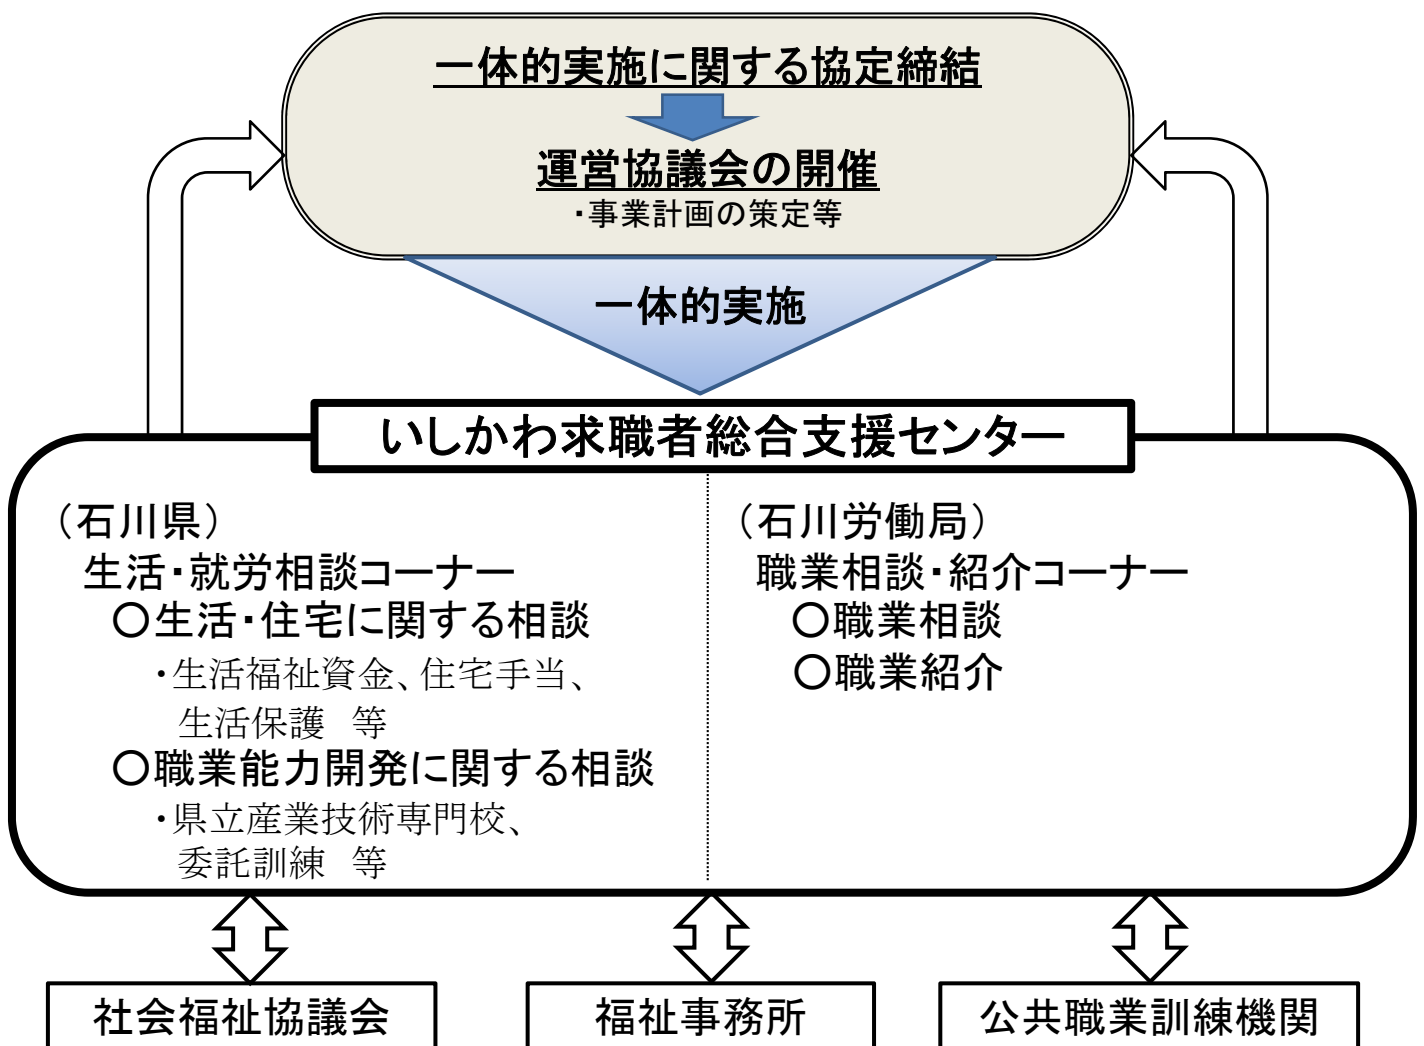 一体的実施に関する協定締結
運営協議会の開催
・事業計画の策定等
一体的実施
いしかわ求職者総合支援センター
（石川県）
生活・就労相談コーナー
〇生活・住宅に関する相談
・生活福祉資金、住宅手当、
生活保護　等
〇職業能力開発に関する相談
・県立産業技術専門校、
委託訓練　等
（石川労働局）
職業相談・紹介コーナー
〇職業相談
〇職業紹介
社会福祉協議会
福祉事務所
公共職業訓練機関